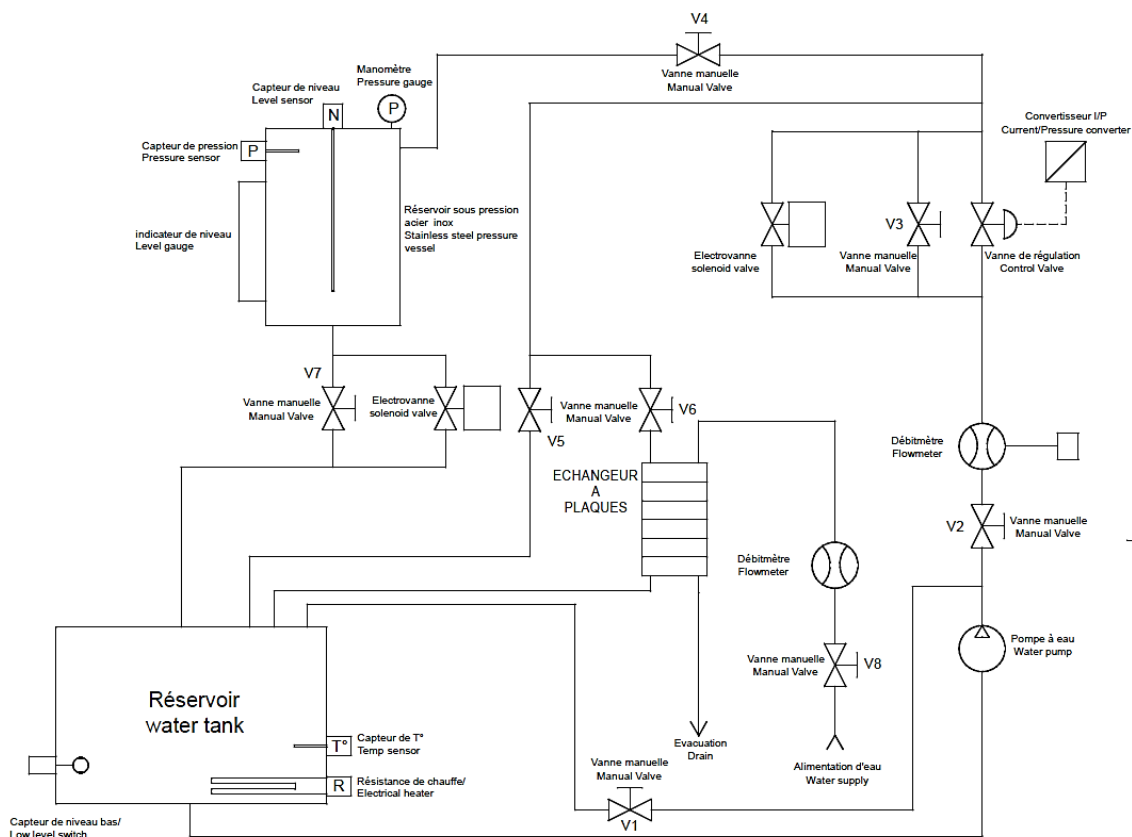 V4
Vanne manuelle
Manual Valve
Manomètre
Pressure gauge
Capteur de niveau
Level sensor
N
P
Convertisseur I/P
Current/Pressure converter
Capteur de pression
Pressure sensor
P
Réservoir sous pression
acier inox
Stainless steel pressure
vessel
indicateur de niveau
Level gauge
V3
Electrovanne
solenoid valve
Vanne manuelle
Manual Valve
Vanne de régulation
Control Valve
V7
Vanne manuelle
Manual Valve
Electrovanne
solenoid valve
Vanne manuelle
Manual Valve
V6
V5
Débitmètre
Flowmeter
ECHANGEUR
A
PLAQUES
V2
Vanne manuelle
Manual Valve
Débitmètre
Flowmeter
Pompe à eau
Water pump
Vanne manuelle
Manual Valve
V8
Réservoir
water tank
T°
Capteur de T°
Temp sensor
R
Résistance de chauffe/
Electrical heater
Evacuation
Drain
Alimentation d'eau
Water supply
Vanne manuelle
Manual Valve
V1
Capteur de niveau bas/
Low level switch